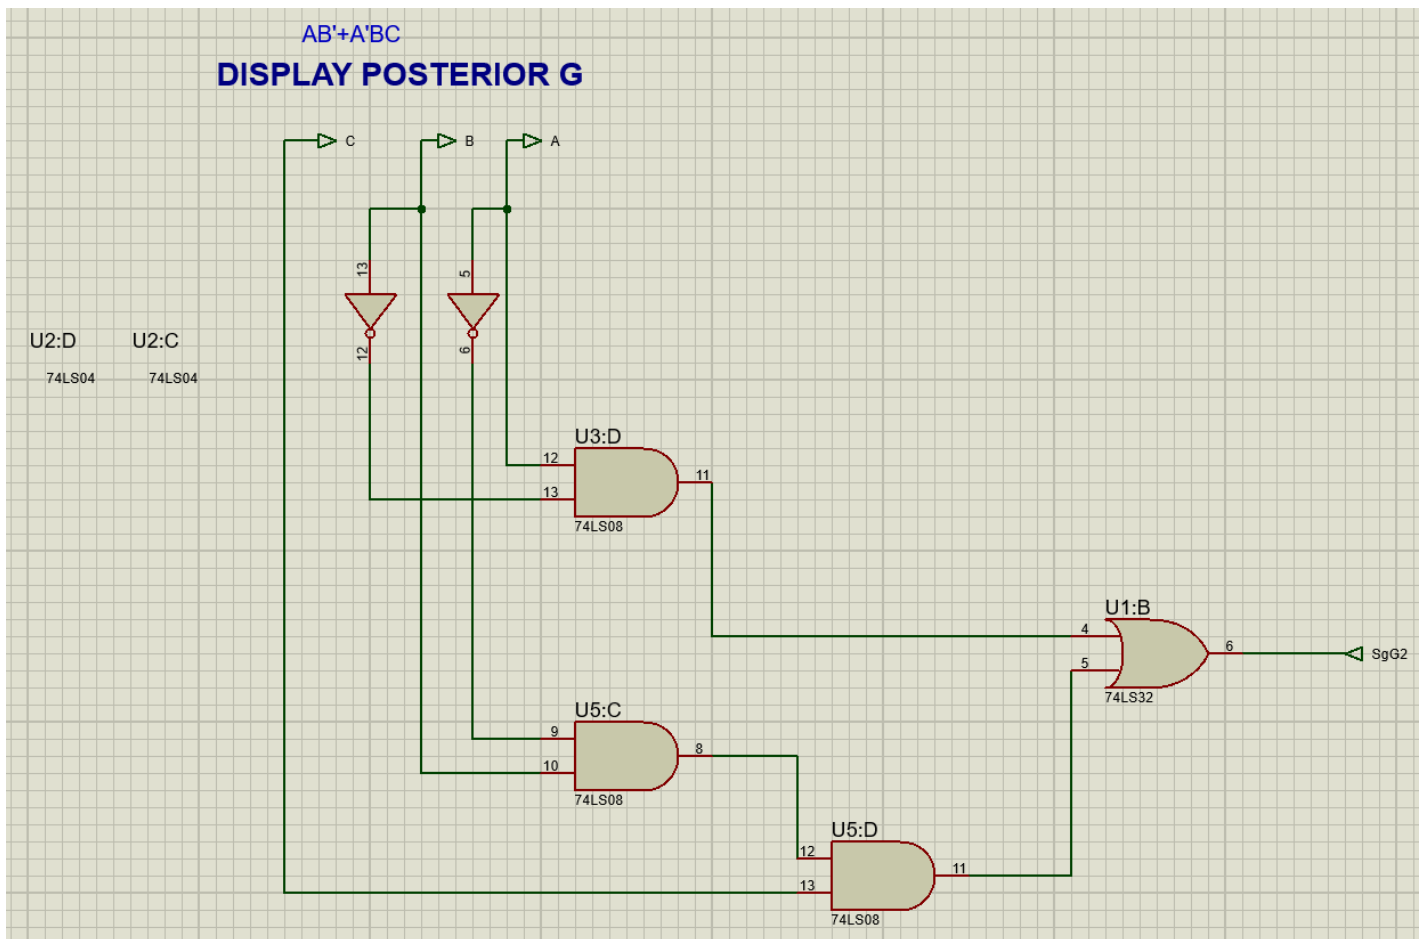 AB'+A'BC
DISPLAY POSTERIOR G
C
B
A
13
5
U2:D
U2:C
12
6
74LS04
74LS04
U3:D
12
11
13
74LS08
U1:B
4
6
SgG2
5
74LS32
U5:C
9
8
10
74LS08
U5:D
12
11
13
74LS08